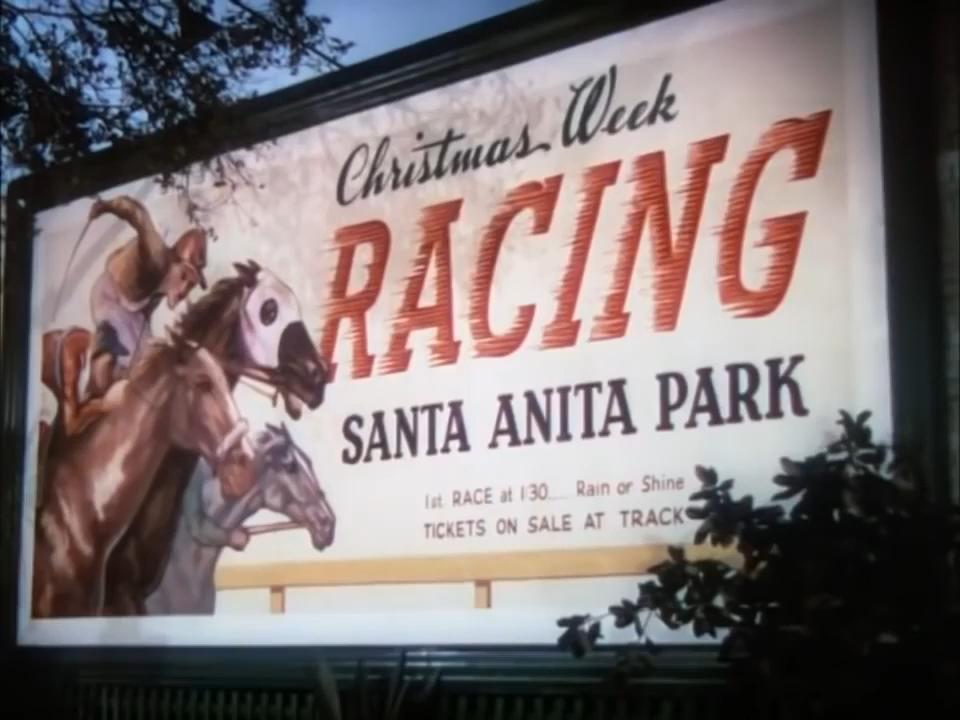 Christmas Week
RACING
SANTA ANITA PARK
1st. RACE at 1:30.... Rain or Shine
TICKETS ON SALE AT TRACK